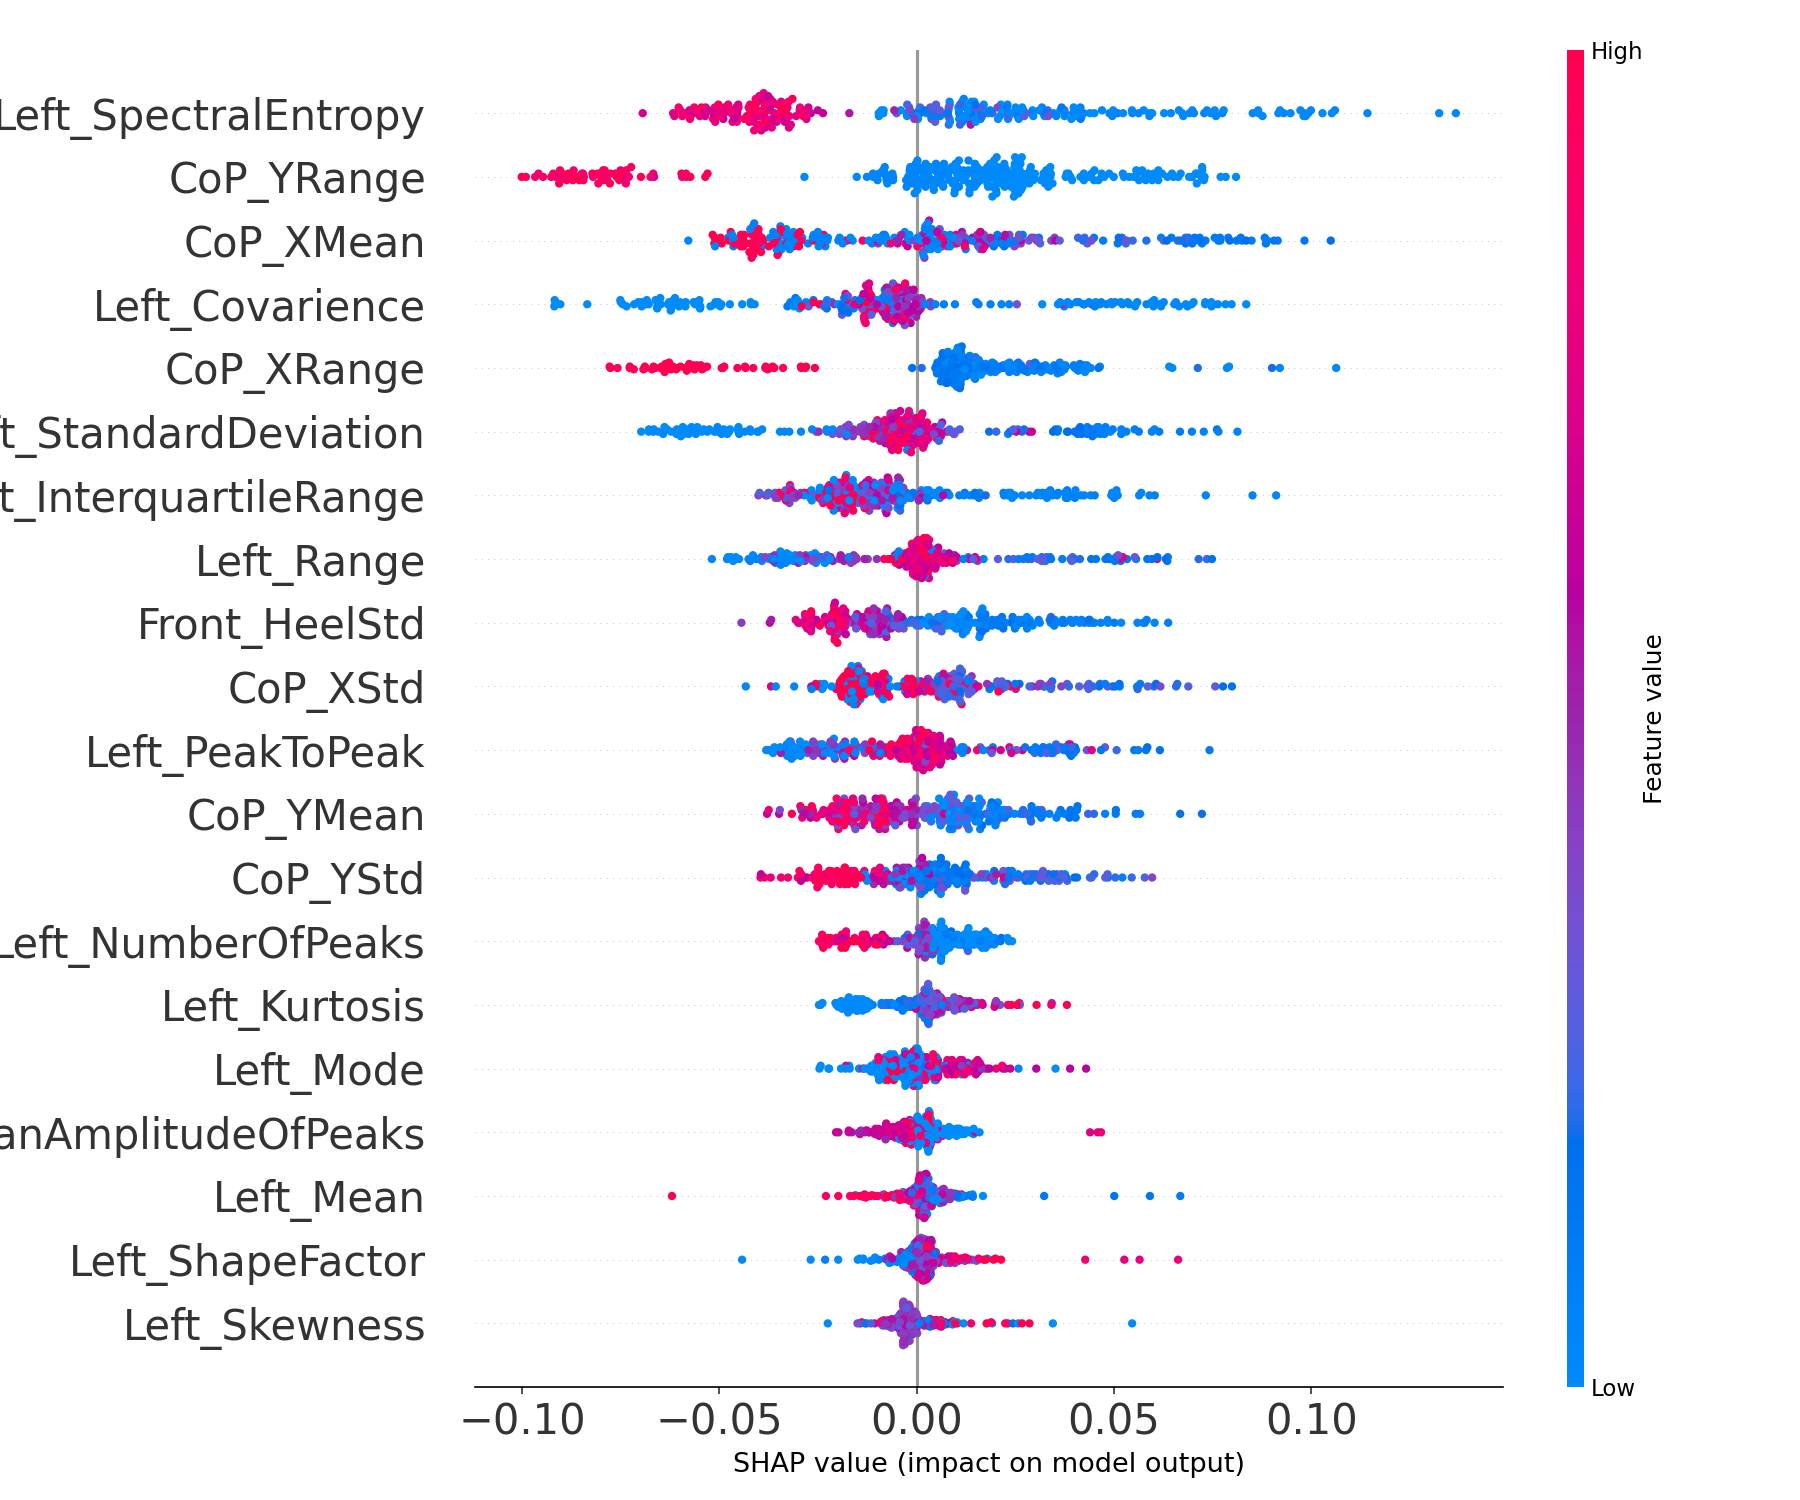 High
Left_SpectralEntropy
CoP_YRange
CoP_XMean
Left_Covarience
CoP_XRange
t_StandardDeviation
t_InterquartileRange
Left_Range
Front_HeelStd
CoP_XStd
Left_PeakToPeak
CoP_YMean
CoP_YStd
Left_NumberOfPeaks
Left_Kurtosis
Left_Mode
anAmplitudeOfPeaks
Left_Mean
Left_ShapeFactor
Left_Skewness
Feature value
Low
−0.10 −0.05 0.00 0.05 0.10
SHAP value (impact on model output)